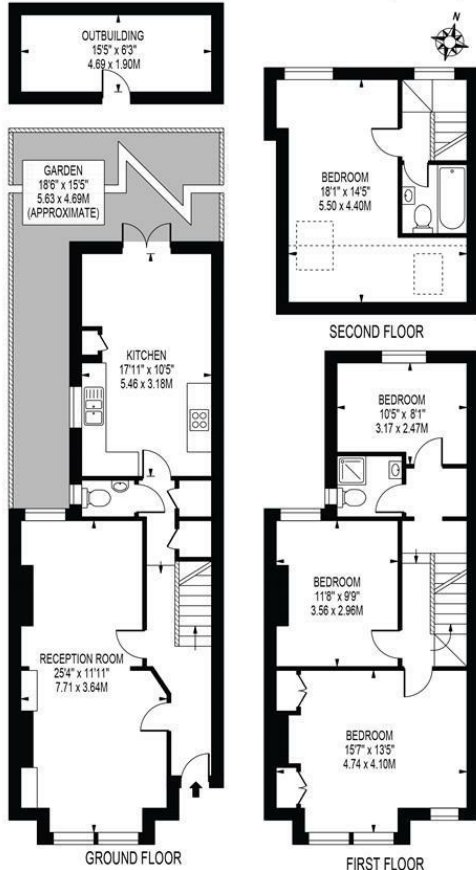 OUTBUILDING
15'5" x 6'3"
4.69 x 1.90M
N
GARDEN
18'6" x 15'5"
5.63 x 4.69M
(APPROXIMATE)
KITCHEN
17'11" x 10'5"
5.46 x 3.18M
RECEPTION ROOM
25'4" x 11'11"
7.71 x 3.64M
GROUND FLOOR
BEDROOM
18'1" x 14'5"
5.50 x 4.40M
SECOND FLOOR
BEDROOM
10'5" x 8'1"
3.17 x 2.47M
BEDROOM
11'8" x 9'9"
3.56 x 2.96M
BEDROOM
15'7" x 13'5"
4.74 x 4.10M
FIRST FLOOR